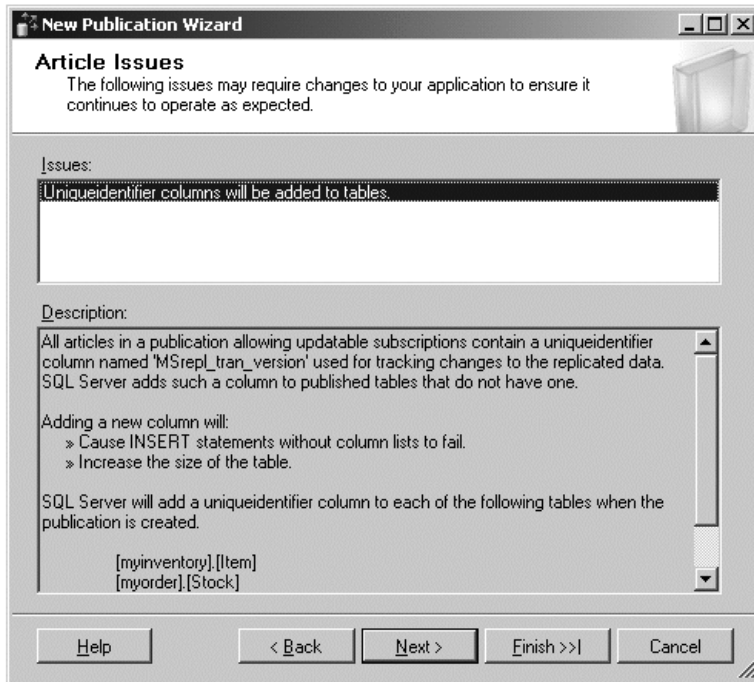 New Publication Wizard
Article Issues
The following issues may require changes to your application to ensure it
continues to operate as expected.
Issues:
Uniqueidentifier columns will be added to tables.
Description:
All articles in a publication allowing updatable subscriptions contain a uniqueidentifier
column named 'MSrepl_tran_version' used for tracking changes to the replicated data.
SQL Server adds such a column to published tables that do not have one.
Adding a new column will:
» Cause INSERT statements without column lists to fail.
» Increase the size of the table.
SQL Server will add a uniqueidentifier column to each of the following tables when the
publication is created.
[myinventory].[Item]
[myorder].[Stock]
Help < Back Next > Finish >>| Cancel